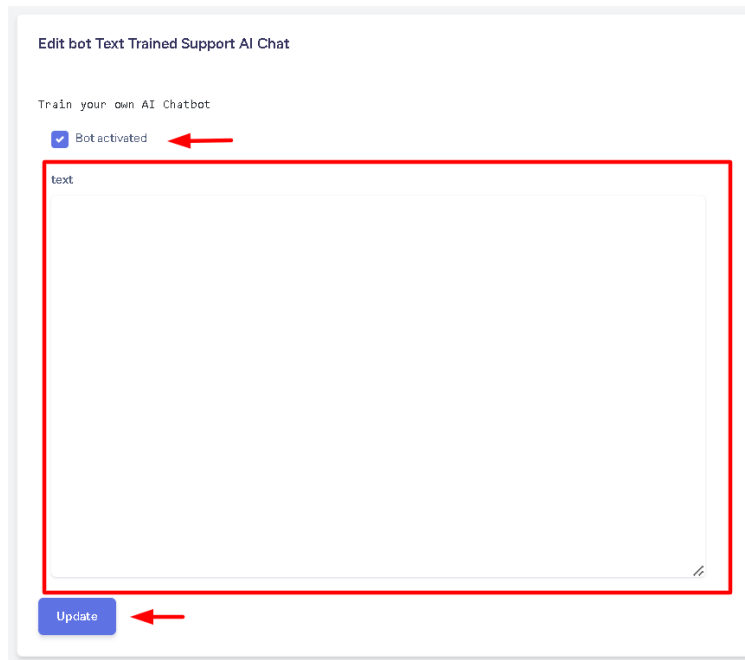 Edit bot Text Trained Support AI Chat
Train your own AI Chatbot
Bot activated
text
Update